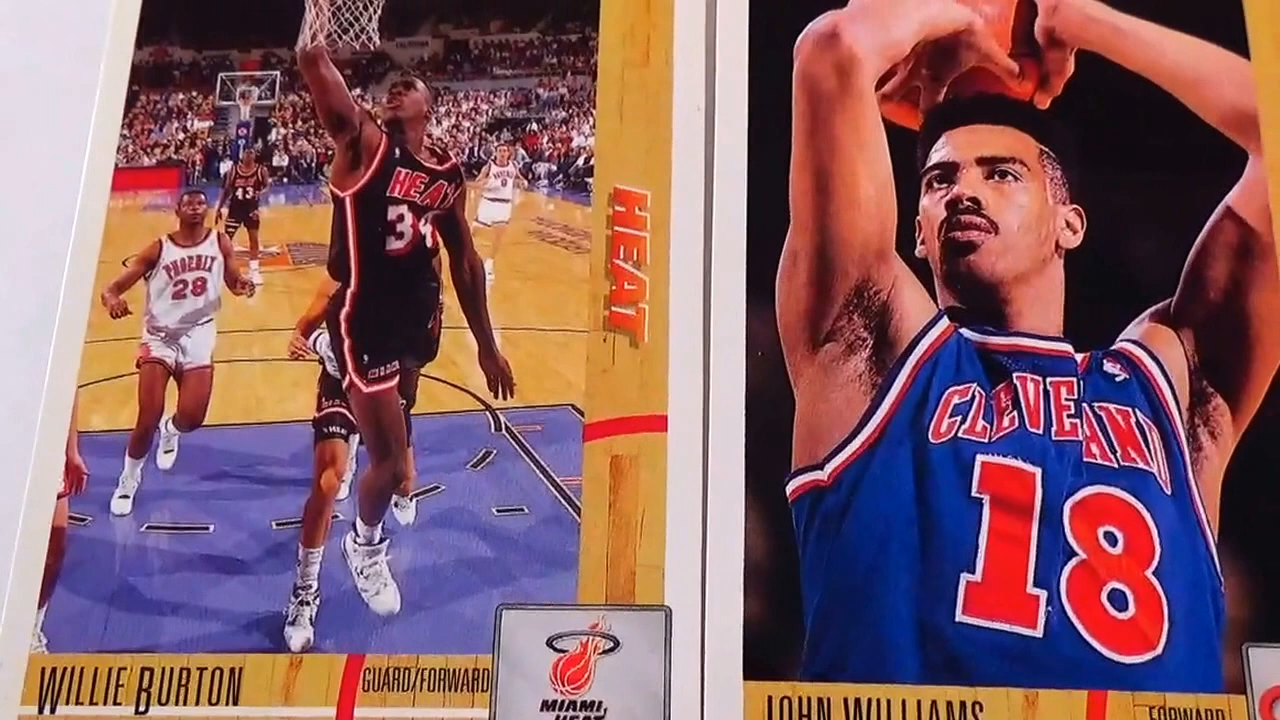 HEAT
34
PHOENIX
28
43
HEAT
WILLIE BURTON
GUARD/FORWARD
MIAMI
HEAT
CLEVELAND
18
JOHN WILLIAMS
FORWARD